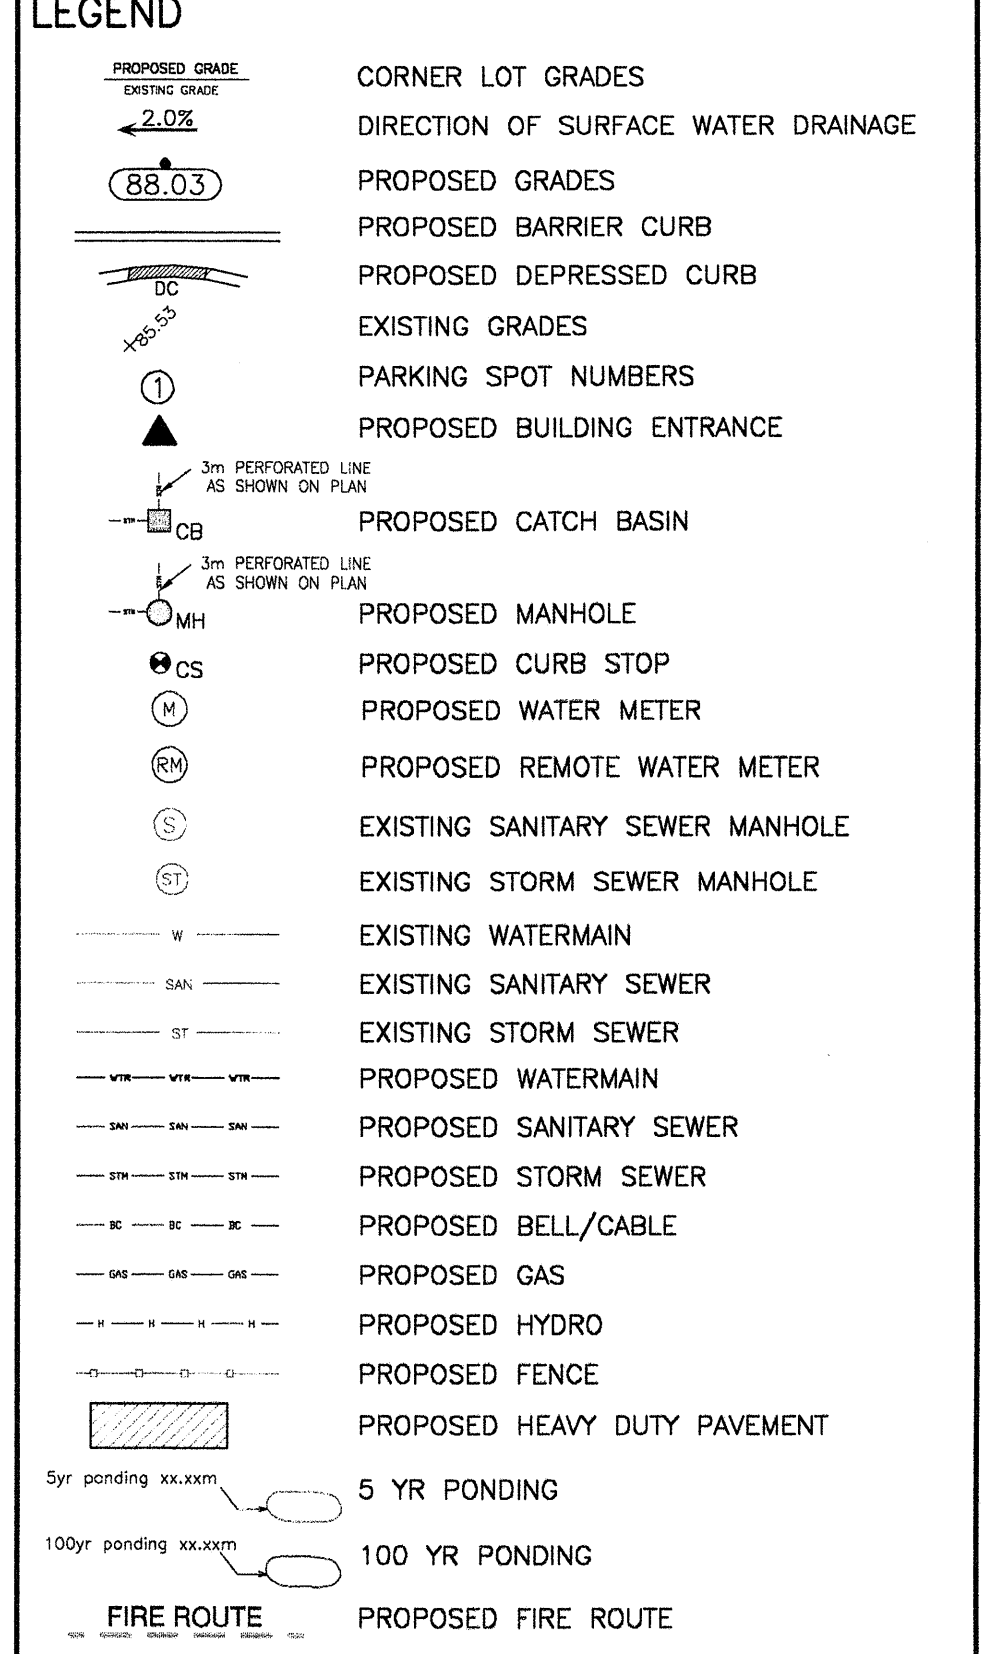 LEGEND
PROPOSED GRADE CORNER LOT GRADES
EXISTING GRADE
2.0% DIRECTION OF SURFACE WATER DRAINAGE
88.03 PROPOSED GRADES
PROPOSED BARRIER CURB
PROPOSED DEPRESSED CURB
DC
85.53 EXISTING GRADES
1 PARKING SPOT NUMBERS
PROPOSED BUILDING ENTRANCE
3m PERFORATED LINE
AS SHOWN ON PLAN
STM CB PROPOSED CATCH BASIN
3m PERFORATED LINE
AS SHOWN ON PLAN
STM MH PROPOSED MANHOLE
CS PROPOSED CURB STOP
M PROPOSED WATER METER
RM PROPOSED REMOTE WATER METER
S EXISTING SANITARY SEWER MANHOLE
ST EXISTING STORM SEWER MANHOLE
W EXISTING WATERMAIN
SAN EXISTING SANITARY SEWER
ST EXISTING STORM SEWER
WTR WTR WTR PROPOSED WATERMAIN
SAN SAN SAN PROPOSED SANITARY SEWER
STM STM STM PROPOSED STORM SEWER
BC BC BC PROPOSED BELL/CABLE
GAS GAS GAS PROPOSED GAS
H H H H PROPOSED HYDRO
PROPOSED FENCE
PROPOSED HEAVY DUTY PAVEMENT
5yr ponding xx.xxm 5 YR PONDING
100yr ponding xx.xxm 100 YR PONDING
FIRE ROUTE PROPOSED FIRE ROUTE